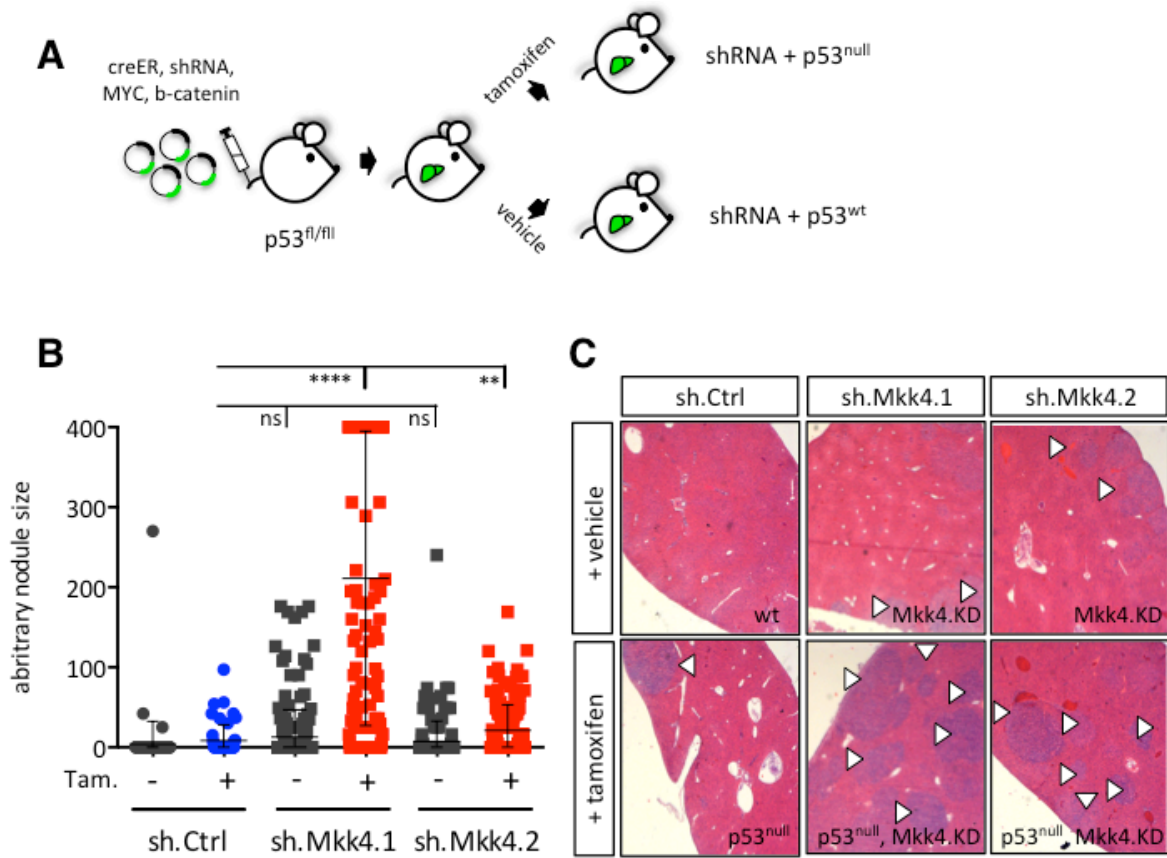 A
creER, shRNA,
MYC, b-catenin
p53fl/fll
tamoxifen
vehicle
shRNA + p53null
shRNA + p53wt
B
abritrary nodule size
400
300
200
100
0
ns
****
ns
**
Tam. - + - + - +
sh.Ctrl sh.Mkk4.1 sh.Mkk4.2
C
sh.Ctrl sh.Mkk4.1 sh.Mkk4.2
+ vehicle
wt Mkk4.KD Mkk4.KD
+ tamoxifen
p53null p53null, Mkk4.KD p53null, Mkk4.KD